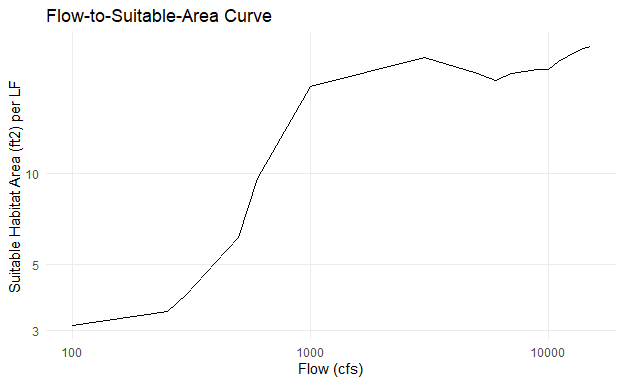 Flow-to-Suitable-Area Curve
Suitable Habitat Area (ft2) per LF
10
5
3
100
1000
10000
Flow (cfs)